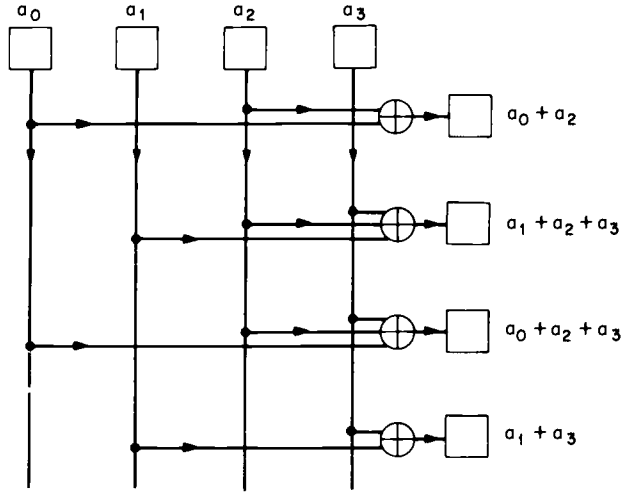 a₀ a₁ a₂ a₃
a₀ + a₂
a₁ + a₂ + a₃
a₀ + a₂ + a₃
a₁ + a₃